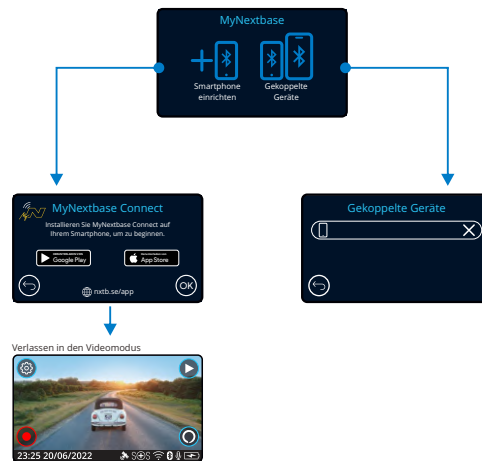 MyNextbase
Smartphone
einrichten
Gekoppelte
Geräte
MyNextbase Connect
Installieren Sie MyNextbase Connect auf
Ihrem Smartphone, um zu beginnen.
Google Play
App Store
nxtb.se/app
OK
Gekoppelte Geräte
Verlassen in den Videomodus
23:25 20/06/2022
SOS